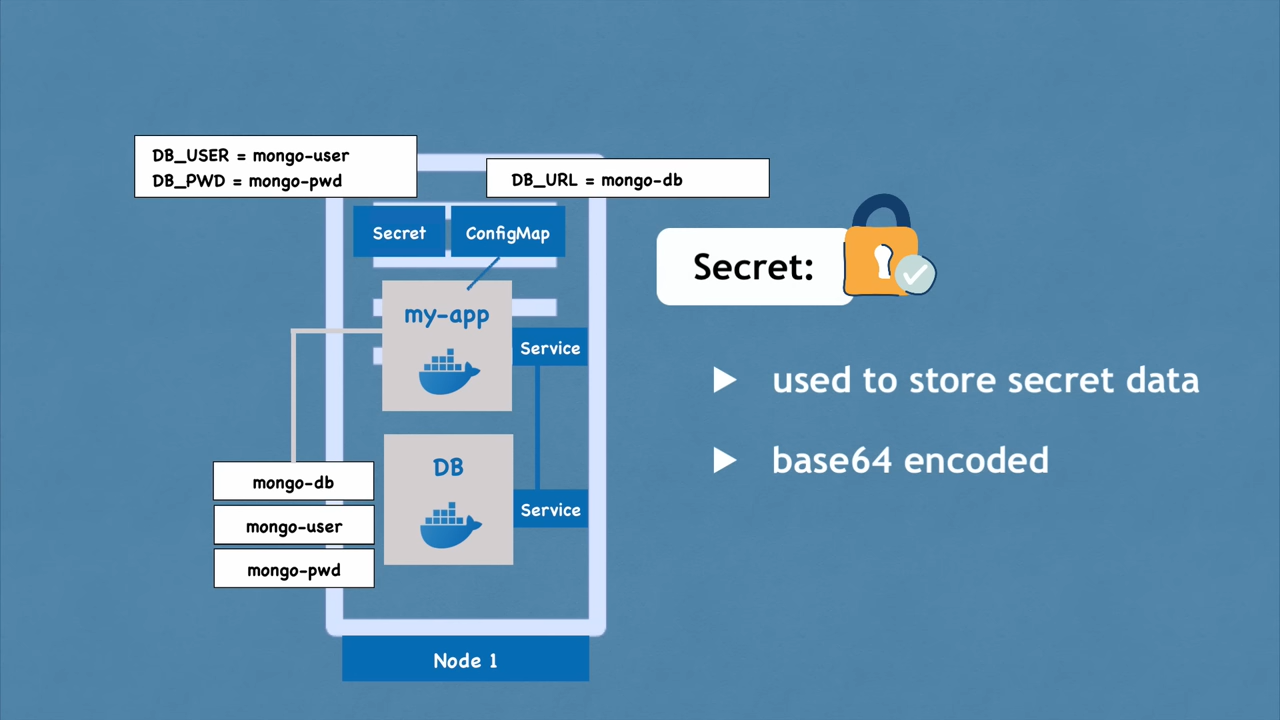 DB_USER = mongo-user
DB_PWD = mongo-pwd
DB_URL = mongo-db
Secret
ConfigMap
my-app
Service
DB
Service
mongo-db
mongo-user
mongo-pwd
Node 1
Secret:
used to store secret data
base64 encoded